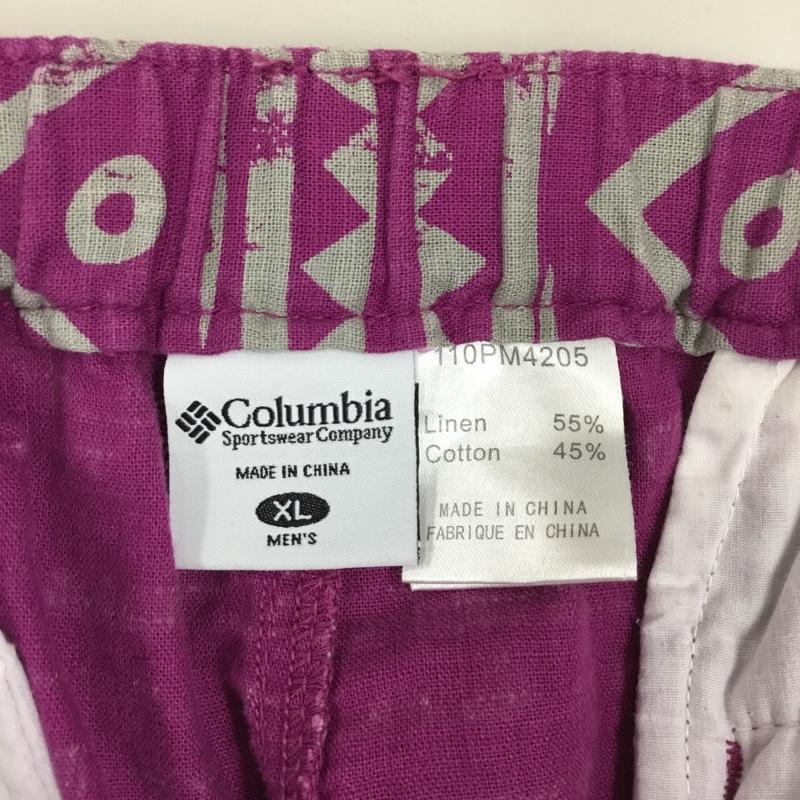 Columbia
Sportswear Company
MADE IN CHINA
XL
MEN'S
110PM4205
Linen 55%
Cotton 45%
MADE IN CHINA
FABRIQUE EN CHINA